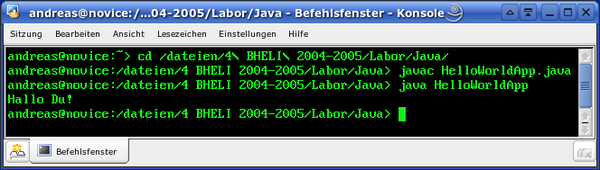 andreas@novice:/...04-2005/Labor/Java - Befehlsfenster - Konsole
Sitzung Bearbeiten Ansicht Lesezeichen Einstellungen Hilfe
andreas@novice:~> cd /dateien/4\ BHELI\ 2004-2005/Labor/Java/
andreas@novice:/dateien/4 BHELI 2004-2005/Labor/Java> javac HelloWorldApp.java
andreas@novice:/dateien/4 BHELI 2004-2005/Labor/Java> java HelloWorldApp
Hallo Du!
andreas@novice:/dateien/4 BHELI 2004-2005/Labor/Java>
Befehlsfenster